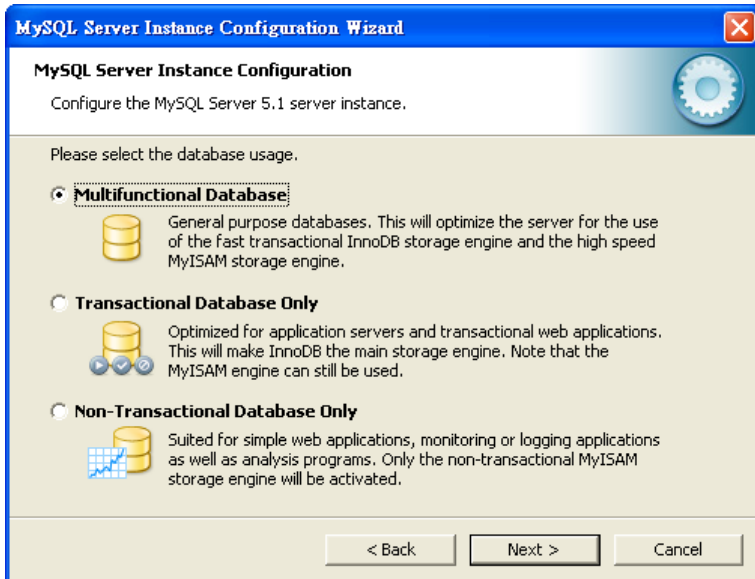 MySQL Server Instance Configuration Wizard
MySQL Server Instance Configuration
Configure the MySQL Server 5.1 server instance.
Please select the database usage.
Multifunctional Database
General purpose databases. This will optimize the server for the use
of the fast transactional InnoDB storage engine and the high speed
MyISAM storage engine.
Transactional Database Only
Optimized for application servers and transactional web applications.
This will make InnoDB the main storage engine. Note that the
MyISAM engine can still be used.
Non-Transactional Database Only
Suited for simple web applications, monitoring or logging applications
as well as analysis programs. Only the non-transactional MyISAM
storage engine will be activated.
< Back Next > Cancel